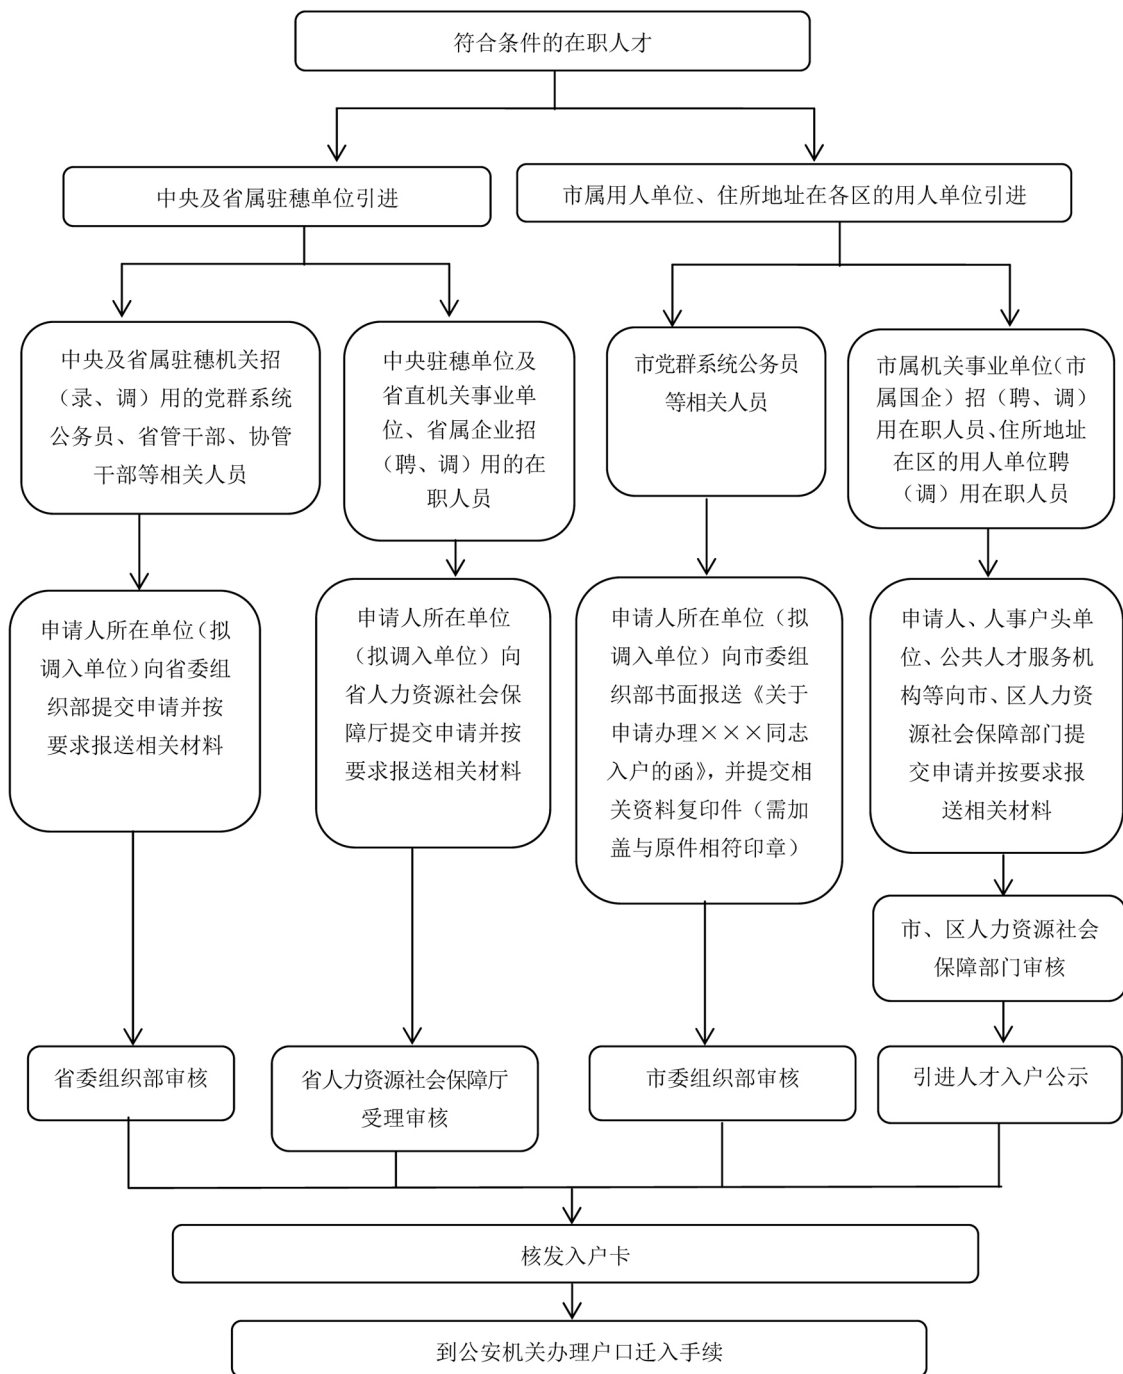 符合条件的在职人才
中央及省属驻穗单位引进
市属用人单位、住所地址在各区的用人单位引进
中央及省属驻穗机关招
（录、调）用的党群系统
公务员、省管干部、协管
干部等相关人员
中央驻穗单位及
省直机关事业单
位、省属企业招
（聘、调）用的在
职人员
市党群系统公务员
等相关人员
市属机关事业单位（市
属国企）招（聘、调）
用在职人员、住所地址
在区的用人单位聘
（调）用在职人员
申请人所在单位（拟
调入单位）向省委组
织部提交申请并按
要求报送相关材料
申请人所在单位
（拟调入单位）向
省人力资源社会保
障厅提交申请并按
要求报送相关材料
申请人所在单位（拟
调入单位）向市委组
织部书面报送《关于
申请办理×××同志
入户的函》，并提交相
关资料复印件（需加
盖与原件相符印章）
申请人、人事户头单
位、公共人才服务机
构等向市、区人力资
源社会保障部门提
交申请并按要求报
送相关材料
市、区人力资源社会
保障部门审核
省委组织部审核
省人力资源社会保障厅
受理审核
市委组织部审核
引进人才入户公示
核发入户卡
到公安机关办理户口迁入手续